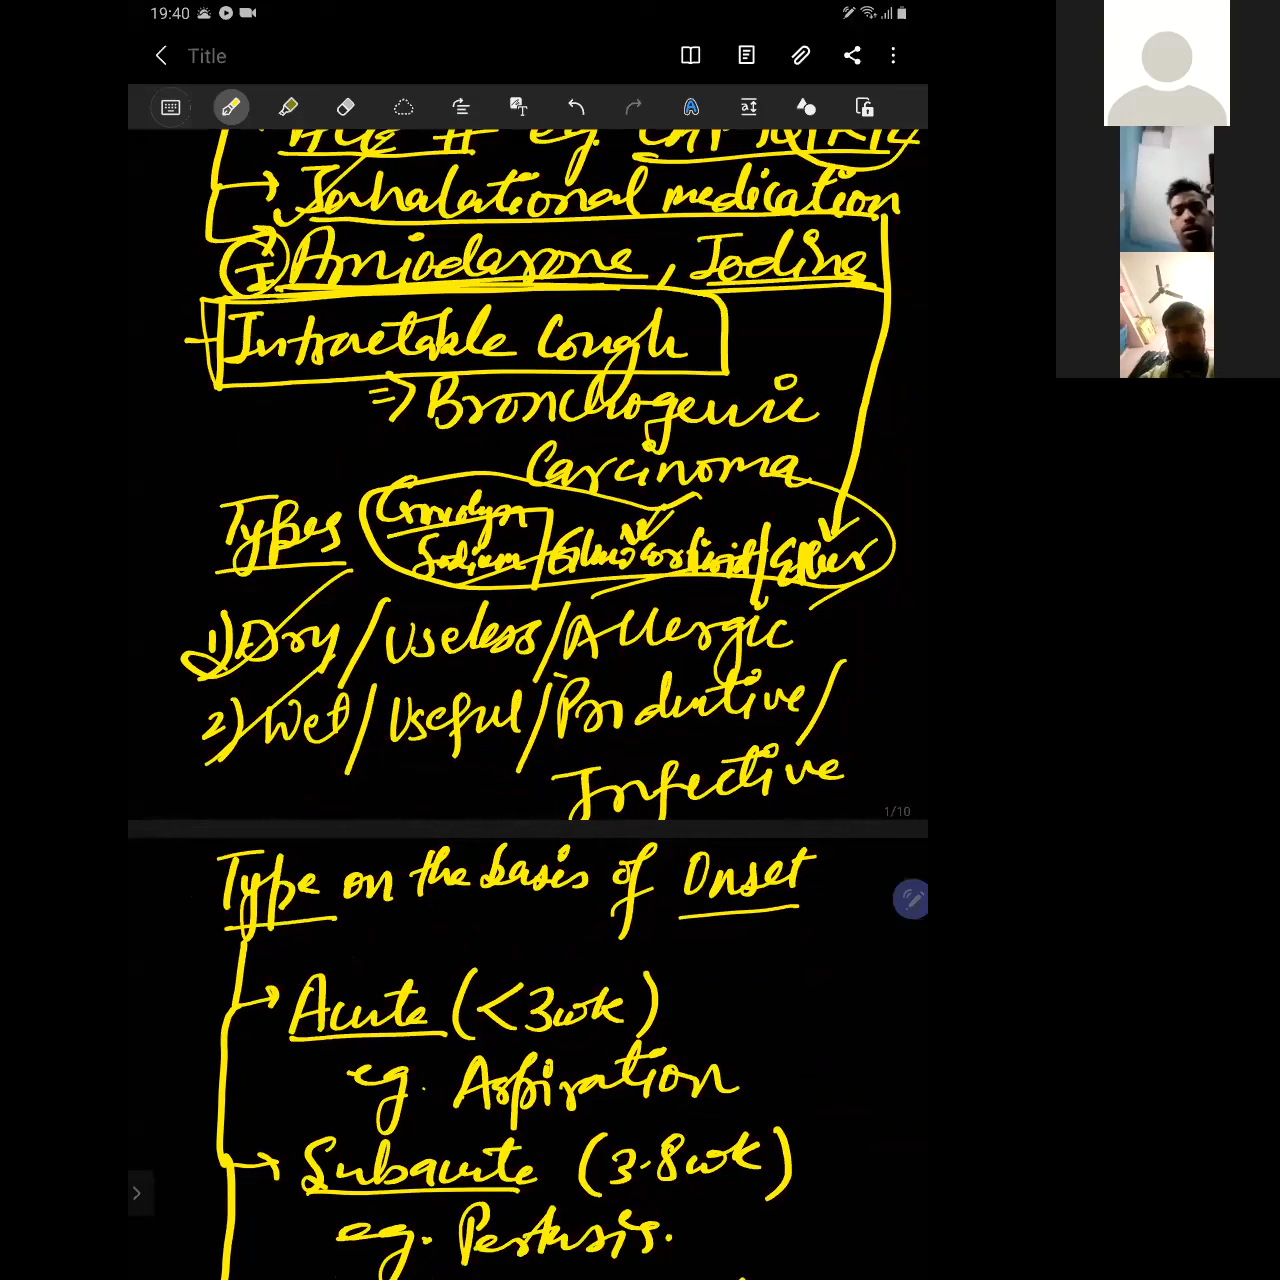 19:40
Title
eg.
→ Inhalational medication
Amiodarone, Iodine
Intractable Cough
⇒ Bronchogenic
Carcinoma
Types
Sodium /
1) Dry / Useless / Allergic
2) Wet / Useful / Productive /
Infective
1/10
Type on the basis of Onset
→ Acute (<3wk)
eg. Aspiration
→ Subacute (3-8wk)
eg. Pertusis.